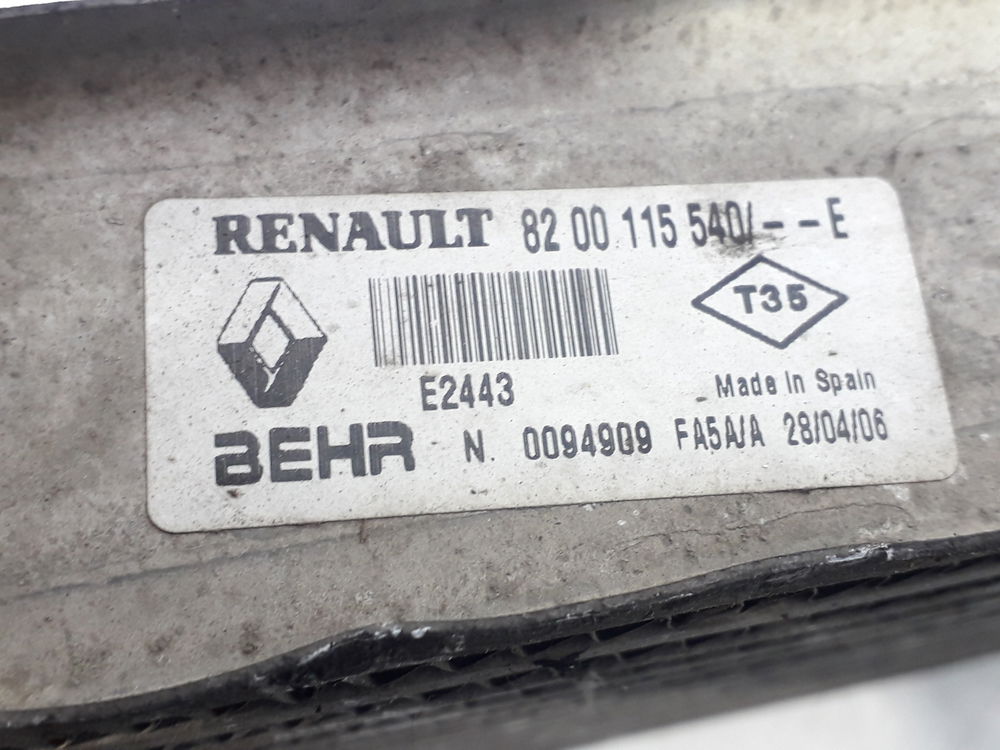 RENAULT 82 00 115 540/--E
T35
E2443
Made In Spain
BEHR N. 0094909 FA5A/A 28/04/06